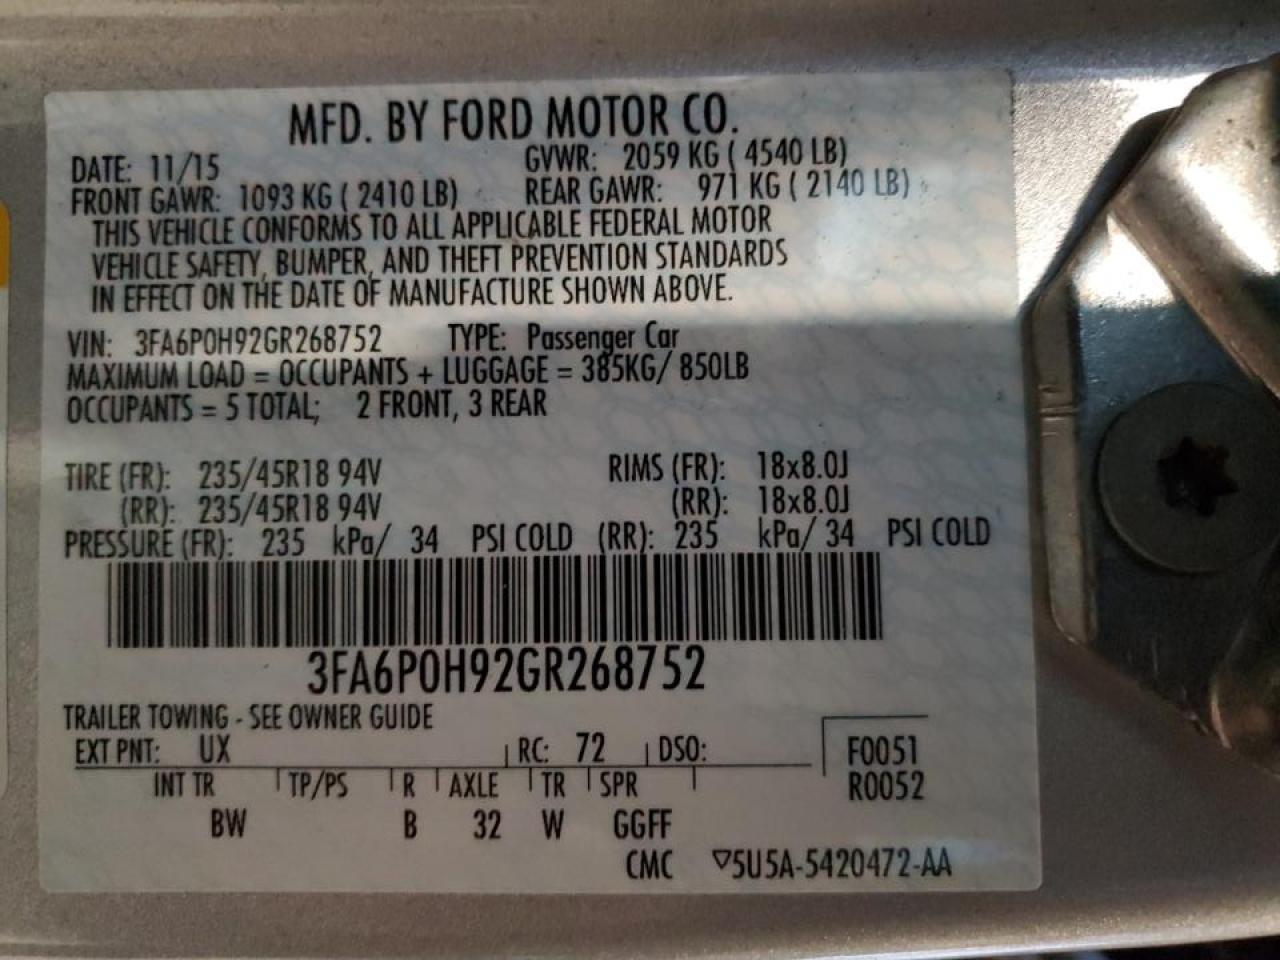 MFD. BY FORD MOTOR CO.
DATE: 11/15 GVWR: 2059 KG ( 4540 LB)
FRONT GAWR: 1093 KG ( 2410 LB) REAR GAWR: 971 KG ( 2140 LB)
THIS VEHICLE CONFORMS TO ALL APPLICABLE FEDERAL MOTOR
VEHICLE SAFETY, BUMPER, AND THEFT PREVENTION STANDARDS
IN EFFECT ON THE DATE OF MANUFACTURE SHOWN ABOVE.
VIN: 3FA6P0H92GR268752 TYPE: Passenger Car
MAXIMUM LOAD = OCCUPANTS + LUGGAGE = 385KG/ 850LB
OCCUPANTS = 5 TOTAL; 2 FRONT, 3 REAR
TIRE (FR): 235/45R18 94V RIMS (FR): 18x8.0J
(RR): 235/45R18 94V (RR): 18x8.0J
PRESSURE (FR): 235 kPa/ 34 PSI COLD (RR): 235 kPa/ 34 PSI COLD
3FA6P0H92GR268752
TRAILER TOWING - SEE OWNER GUIDE
EXT PNT: UX RC: 72 DSO: F0051
INT TR TP/PS R AXLE TR SPR R0052
BW B 32 W GGFF
CMC ▽5U5A-5420472-AA